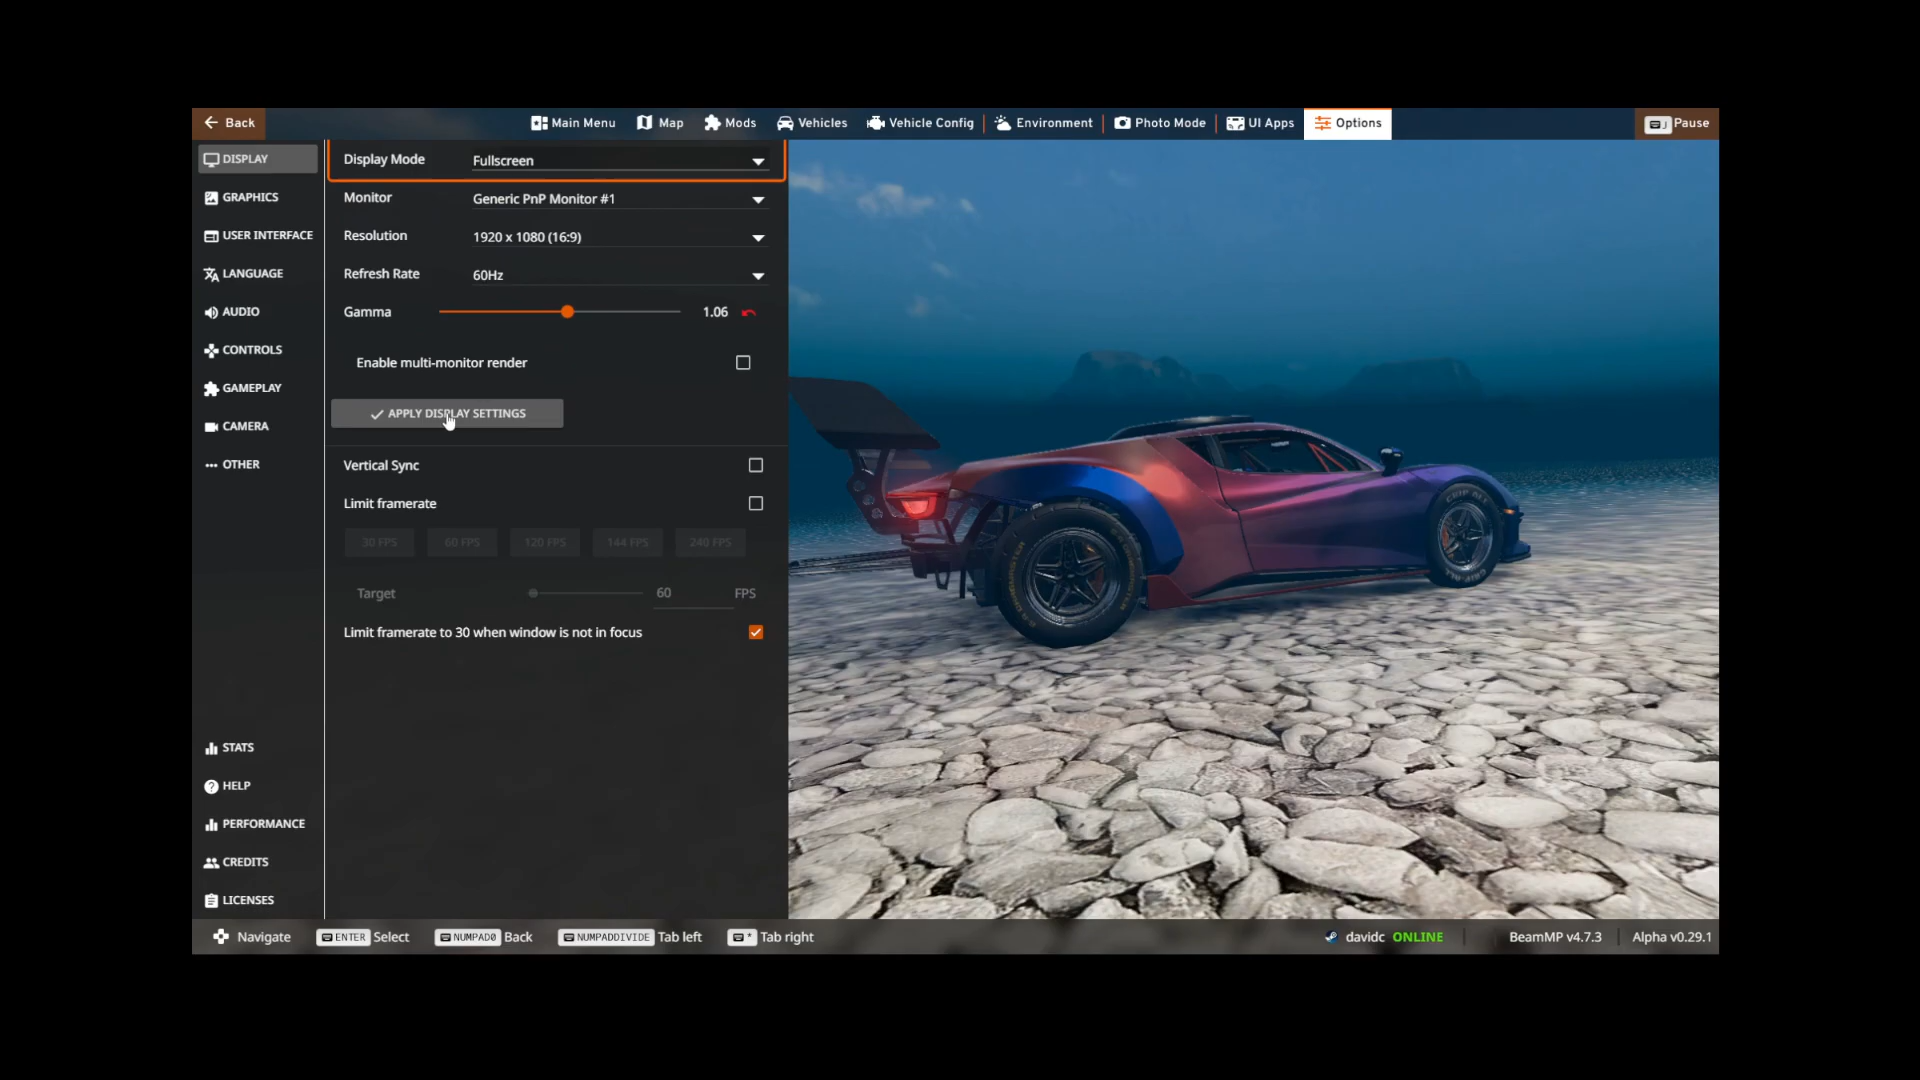 Back
Main Menu
Map
Mods
Vehicles
Vehicle Config
Environment
Photo Mode
UI Apps
Options
J
Pause
DISPLAY
GRAPHICS
USER INTERFACE
LANGUAGE
AUDIO
CONTROLS
GAMEPLAY
CAMERA
OTHER
STATS
HELP
PERFORMANCE
CREDITS
LICENSES
Display Mode
Fullscreen
Monitor
Generic PnP Monitor #1
Resolution
1920 x 1080 (16:9)
Refresh Rate
60Hz
Gamma
1.06
Enable multi-monitor render
APPLY DISPLAY SETTINGS
Vertical Sync
Limit framerate
30 FPS
60 FPS
120 FPS
144 FPS
240 FPS
Target
60
FPS
Limit framerate to 30 when window is not in focus
GRIP ALL
GRIP ALL
Navigate
ENTER Select
NUMPAD0 Back
NUMPADDIVIDE Tab left
* Tab right
davidc ONLINE
BeamMP v4.7.3
Alpha v0.29.1